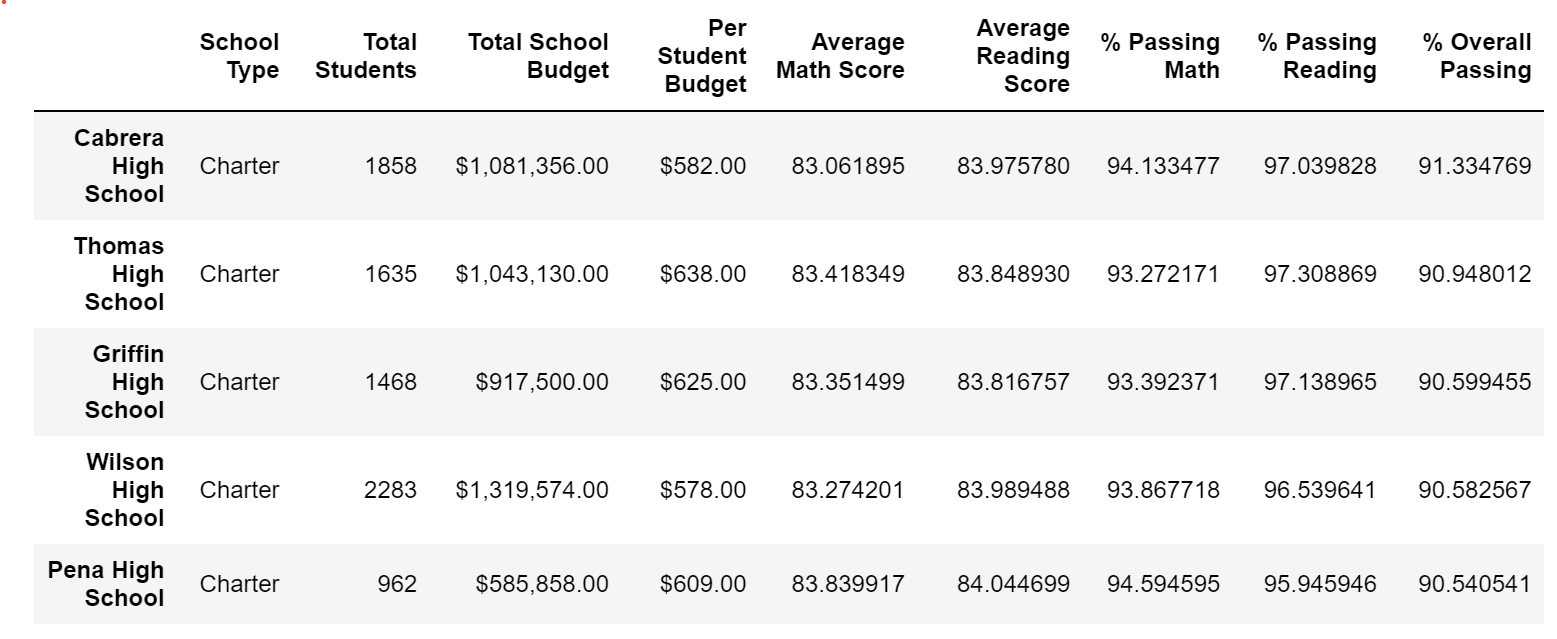 School Type Total Students Total School Budget Per Student Budget Average Math Score Average Reading Score % Passing Math % Passing Reading % Overall Passing
Cabrera High School Charter 1858 $1,081,356.00 $582.00 83.061895 83.975780 94.133477 97.039828 91.334769
Thomas High School Charter 1635 $1,043,130.00 $638.00 83.418349 83.848930 93.272171 97.308869 90.948012
Griffin High School Charter 1468 $917,500.00 $625.00 83.351499 83.816757 93.392371 97.138965 90.599455
Wilson High School Charter 2283 $1,319,574.00 $578.00 83.274201 83.989488 93.867718 96.539641 90.582567
Pena High School Charter 962 $585,858.00 $609.00 83.839917 84.044699 94.594595 95.945946 90.540541